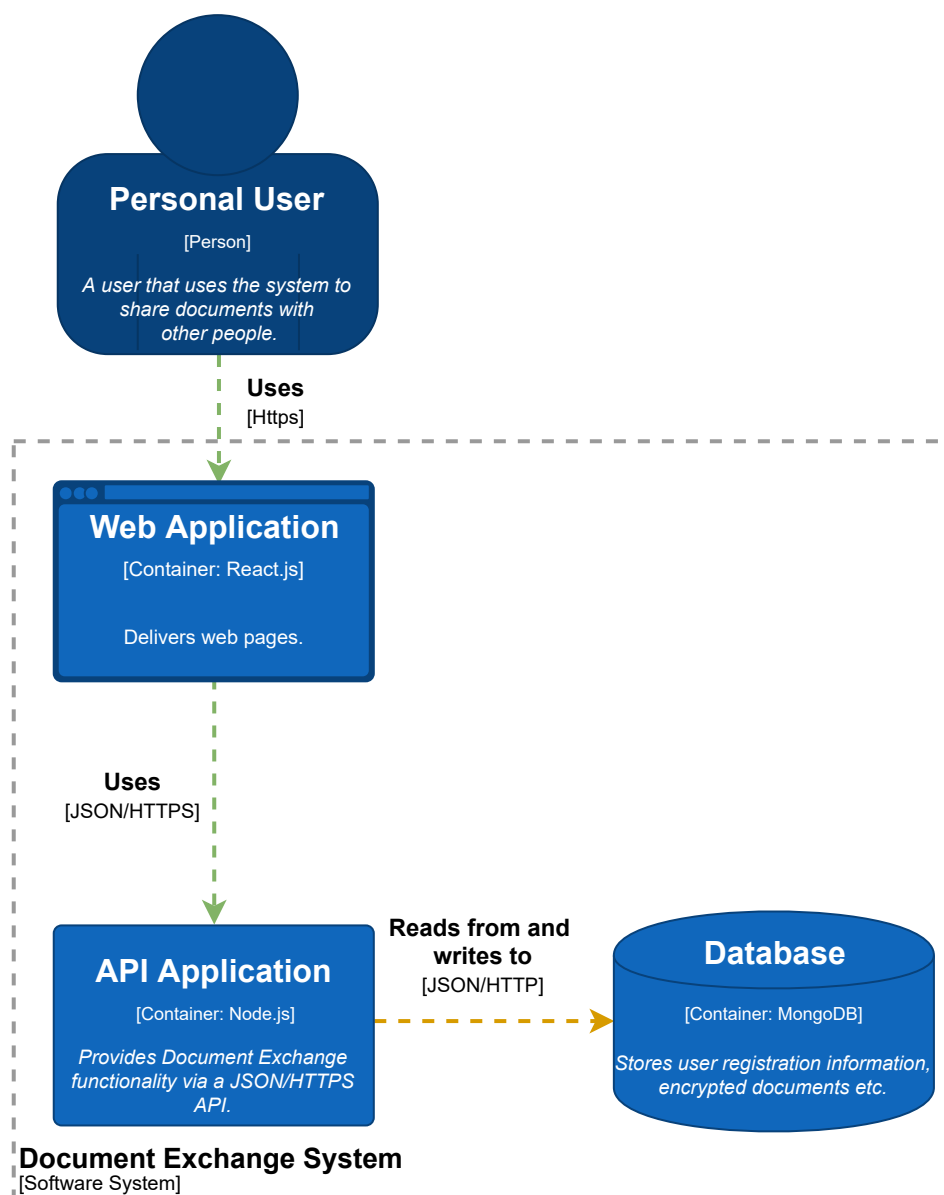 Personal User
[Person]
A user that uses the system to
share documents with
other people.
Uses
[Https]
Web Application
[Container: React.js]
Delivers web pages.
Uses
[JSON/HTTPS]
API Application
[Container: Node.js]
Provides Document Exchange
functionality via a JSON/HTTPS
API.
Reads from and
writes to
[JSON/HTTP]
Database
[Container: MongoDB]
Stores user registration information,
encrypted documents etc.
Document Exchange System
[Software System]